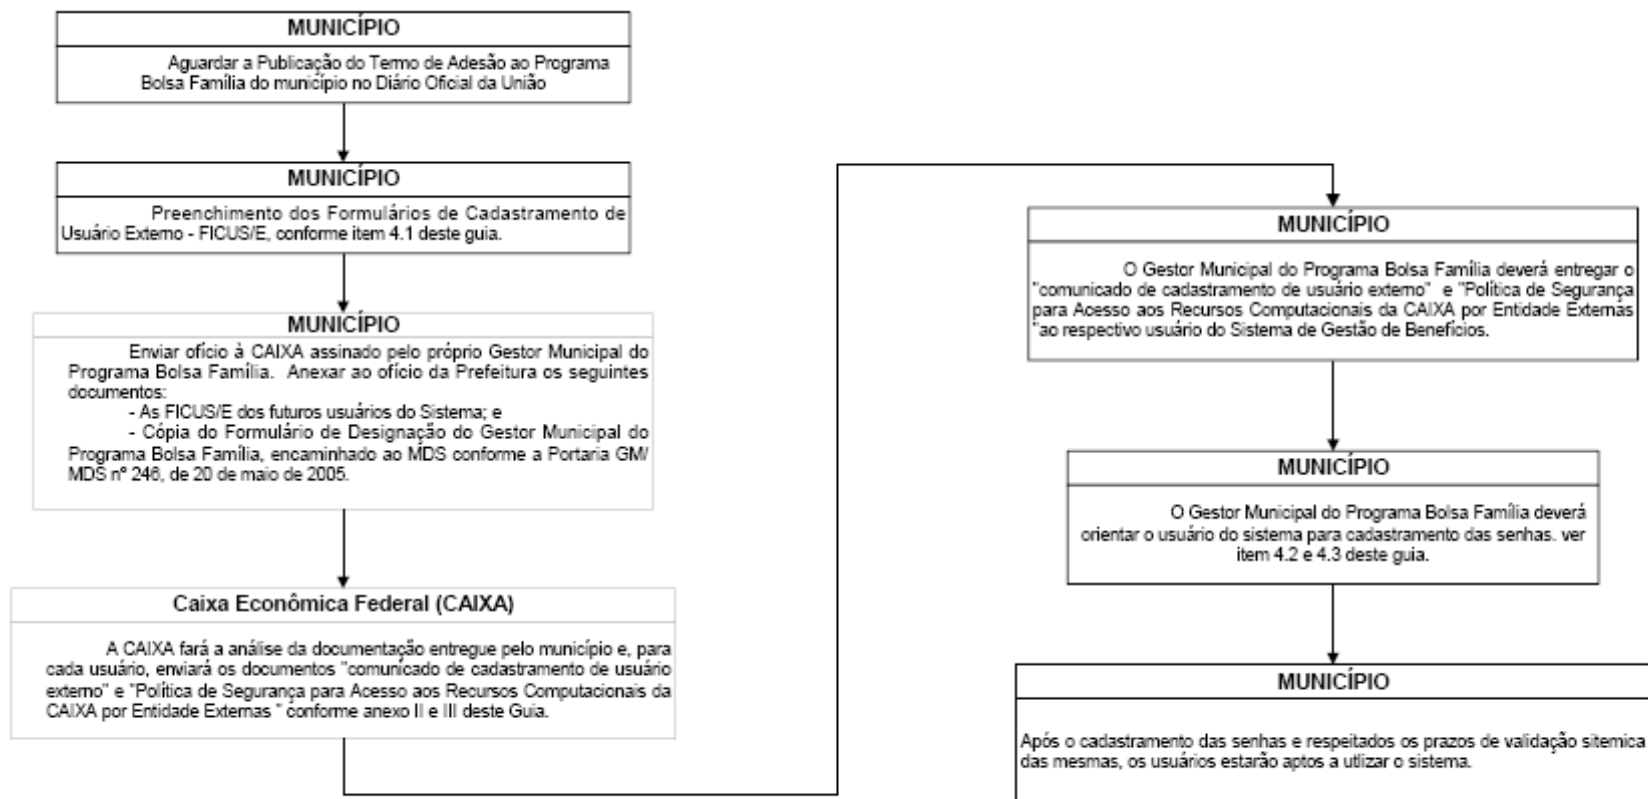 MUNICÍPIO
Aguardar a Publicação do Termo de Adesão ao Programa
Bolsa Família do município no Diário Oficial da União
MUNICÍPIO
Preenchimento dos Formulários de Cadastramento de
Usuário Externo - FICUS/E, conforme item 4.1 deste guia.
MUNICÍPIO
Enviar ofício à CAIXA assinado pelo próprio Gestor Municipal do
Programa Bolsa Família. Anexar ao ofício da Prefeitura os seguintes
documentos:
- As FICUS/E dos futuros usuários do Sistema; e
- Cópia do Formulário de Designação do Gestor Municipal do
Programa Bolsa Família, encaminhado ao MDS conforme a Portaria GM/
MDS nº 246, de 20 de maio de 2005.
Caixa Econômica Federal (CAIXA)
A CAIXA fará a análise da documentação entregue pelo município e, para
cada usuário, enviará os documentos "comunicado de cadastramento de usuário
externo" e "Política de Segurança para Acesso aos Recursos Computacionais da
CAIXA por Entidade Externas " conforme anexo II e III deste Guia.
MUNICÍPIO
O Gestor Municipal do Programa Bolsa Família deverá entregar o
"comunicado de cadastramento de usuário externo" e "Política de Segurança
para Acesso aos Recursos Computacionais da CAIXA por Entidade Externas
"ao respectivo usuário do Sistema de Gestão de Benefícios.
MUNICÍPIO
O Gestor Municipal do Programa Bolsa Família deverá
orientar o usuário do sistema para cadastramento das senhas. ver
item 4.2 e 4.3 deste guia.
MUNICÍPIO
Após o cadastramento das senhas e respeitados os prazos de validação sitemica
das mesmas, os usuários estarão aptos a utlizar o sistema.